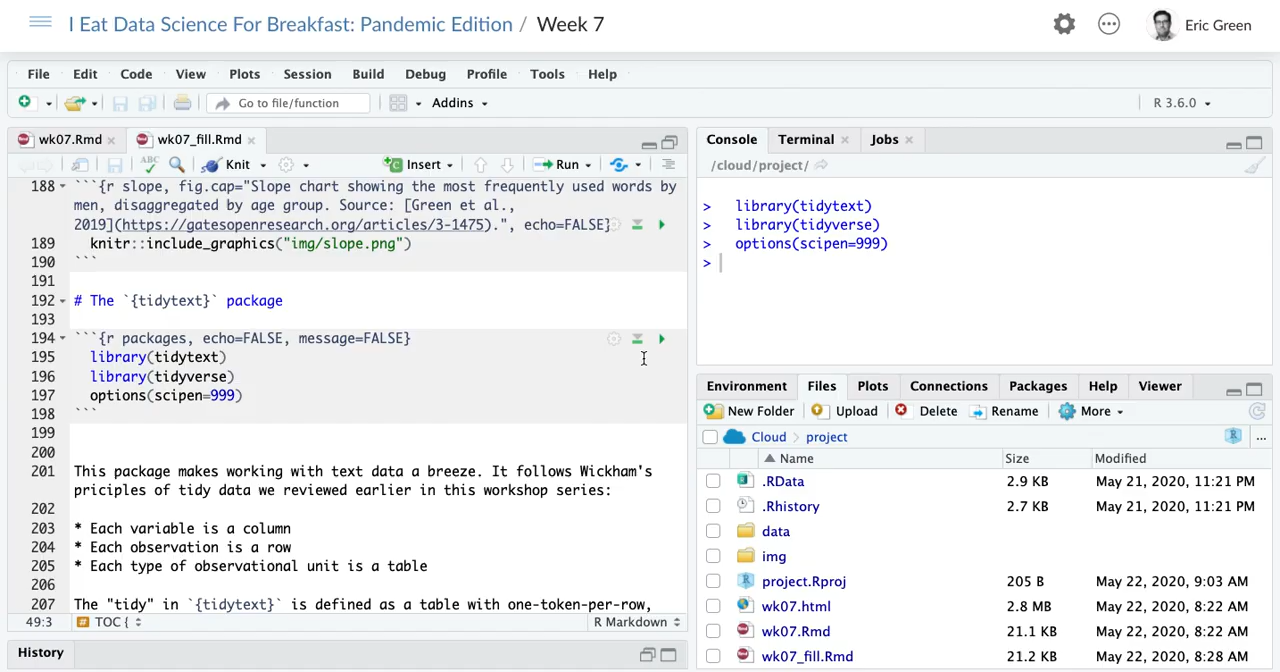 I Eat Data Science For Breakfast: Pandemic Edition / Week 7
Eric Green
File Edit Code View Plots Session Build Debug Profile Tools Help
Go to file/function Addins R 3.6.0
wk07.Rmd wk07_fill.Rmd
ABC Knit Insert Run
188 ```{r slope, fig.cap="Slope chart showing the most frequently used words by
men, disaggregated by age group. Source: [Green et al.,
2019](https://gatesopenresearch.org/articles/3-1475).", echo=FALSE}
189 knitr::include_graphics("img/slope.png")
190 ```
191
192 # The `{tidytext}` package
193
194 ```{r packages, echo=FALSE, message=FALSE}
195 library(tidytext)
196 library(tidyverse)
197 options(scipen=999)
198 ```
199
200
201 This package makes working with text data a breeze. It follows Wickham's
priciples of tidy data we reviewed earlier in this workshop series:
202
203 * Each variable is a column
204 * Each observation is a row
205 * Each type of observational unit is a table
206
207 The "tidy" in `{tidytext}` is defined as a table with one-token-per-row,
49:3 # TOC { R Markdown
History
Console Terminal Jobs
/cloud/project/
> library(tidytext)
> library(tidyverse)
> options(scipen=999)
>
Environment Files Plots Connections Packages Help Viewer
New Folder Upload Delete Rename More
Cloud > project ...
Name Size Modified
.RData 2.9 KB May 21, 2020, 11:21 PM
.Rhistory 2.7 KB May 21, 2020, 11:21 PM
data
img
project.Rproj 205 B May 22, 2020, 9:03 AM
wk07.html 2.8 MB May 22, 2020, 8:22 AM
wk07.Rmd 21.1 KB May 22, 2020, 8:22 AM
wk07_fill.Rmd 21.2 KB May 22, 2020, 8:28 AM